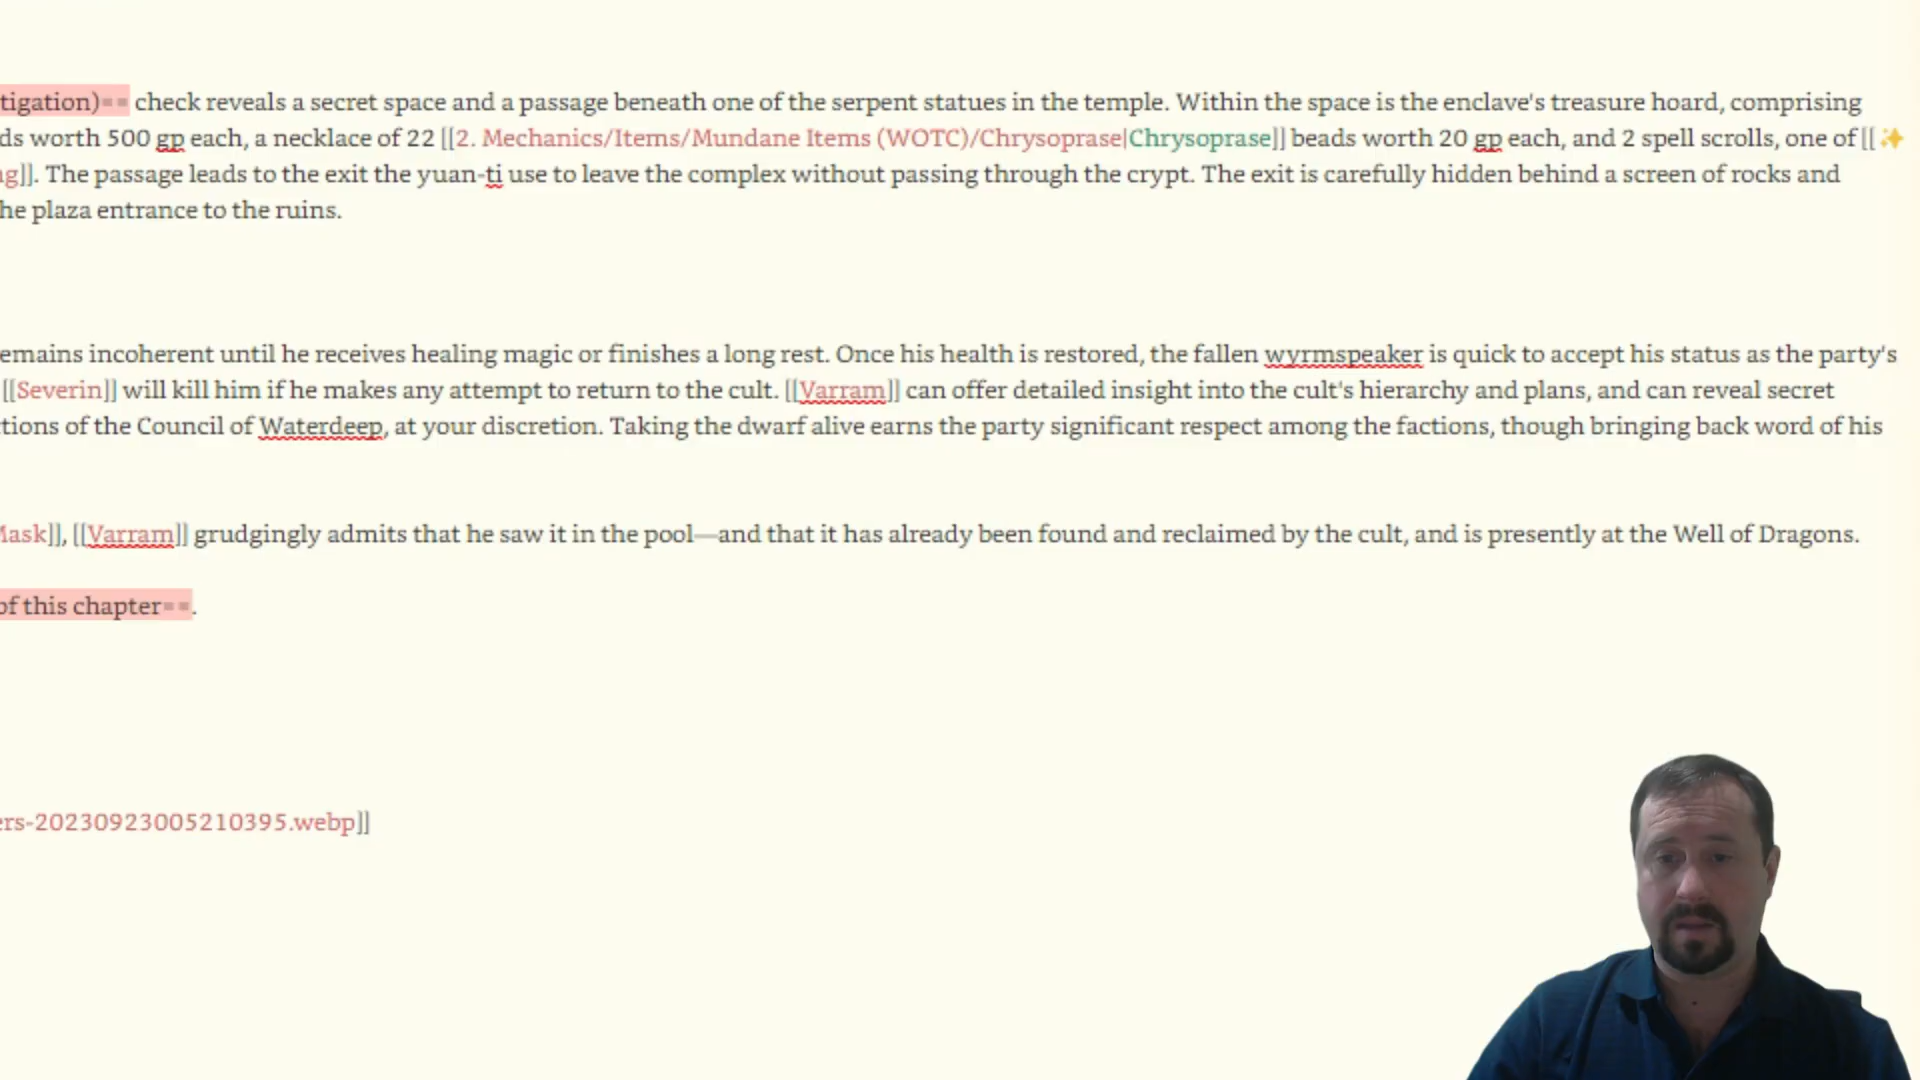 tigation)== check reveals a secret space and a passage beneath one of the serpent statues in the temple. Within the space is the enclave's treasure hoard, comprising
ds worth 500 gp each, a necklace of 22 [[2. Mechanics/Items/Mundane Items (WOTC)/Chrysoprase|Chrysoprase]] beads worth 20 gp each, and 2 spell scrolls, one of [[✨
ng]]. The passage leads to the exit the yuan-ti use to leave the complex without passing through the crypt. The exit is carefully hidden behind a screen of rocks and
he plaza entrance to the ruins.
emains incoherent until he receives healing magic or finishes a long rest. Once his health is restored, the fallen wyrmspeaker is quick to accept his status as the party's
[[Severin]] will kill him if he makes any attempt to return to the cult. [[Varram]] can offer detailed insight into the cult's hierarchy and plans, and can reveal secret
tions of the Council of Waterdeep, at your discretion. Taking the dwarf alive earns the party significant respect among the factions, though bringing back word of his
Mask]], [[Varram]] grudgingly admits that he saw it in the pool—and that it has already been found and reclaimed by the cult, and is presently at the Well of Dragons.
of this chapter==.
ers-20230923005210395.webp]]